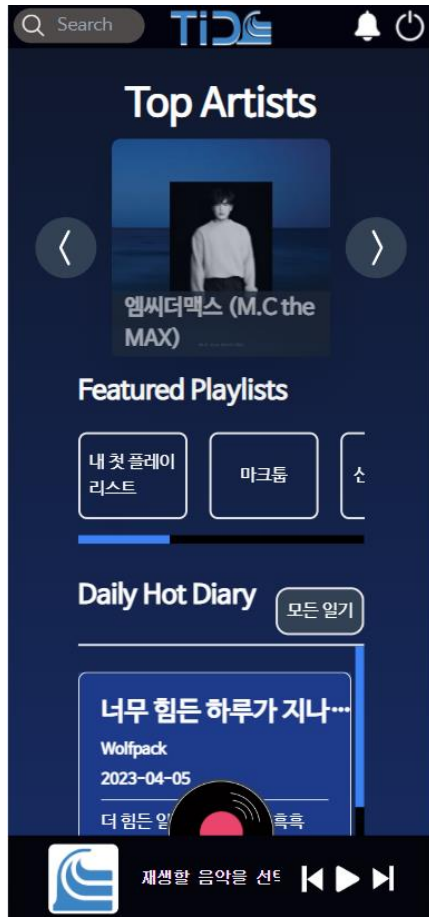 Search
TiDE
Top Artists
엠씨더맥스 (M.C the
MAX)
Featured Playlists
내 첫 플레이
리스트
마크툽
Daily Hot Diary
모든 일기
너무 힘든 하루가 지나…
Wolfpack
2023-04-05
더 힘든 일 흑흑
재생할 음악을 선